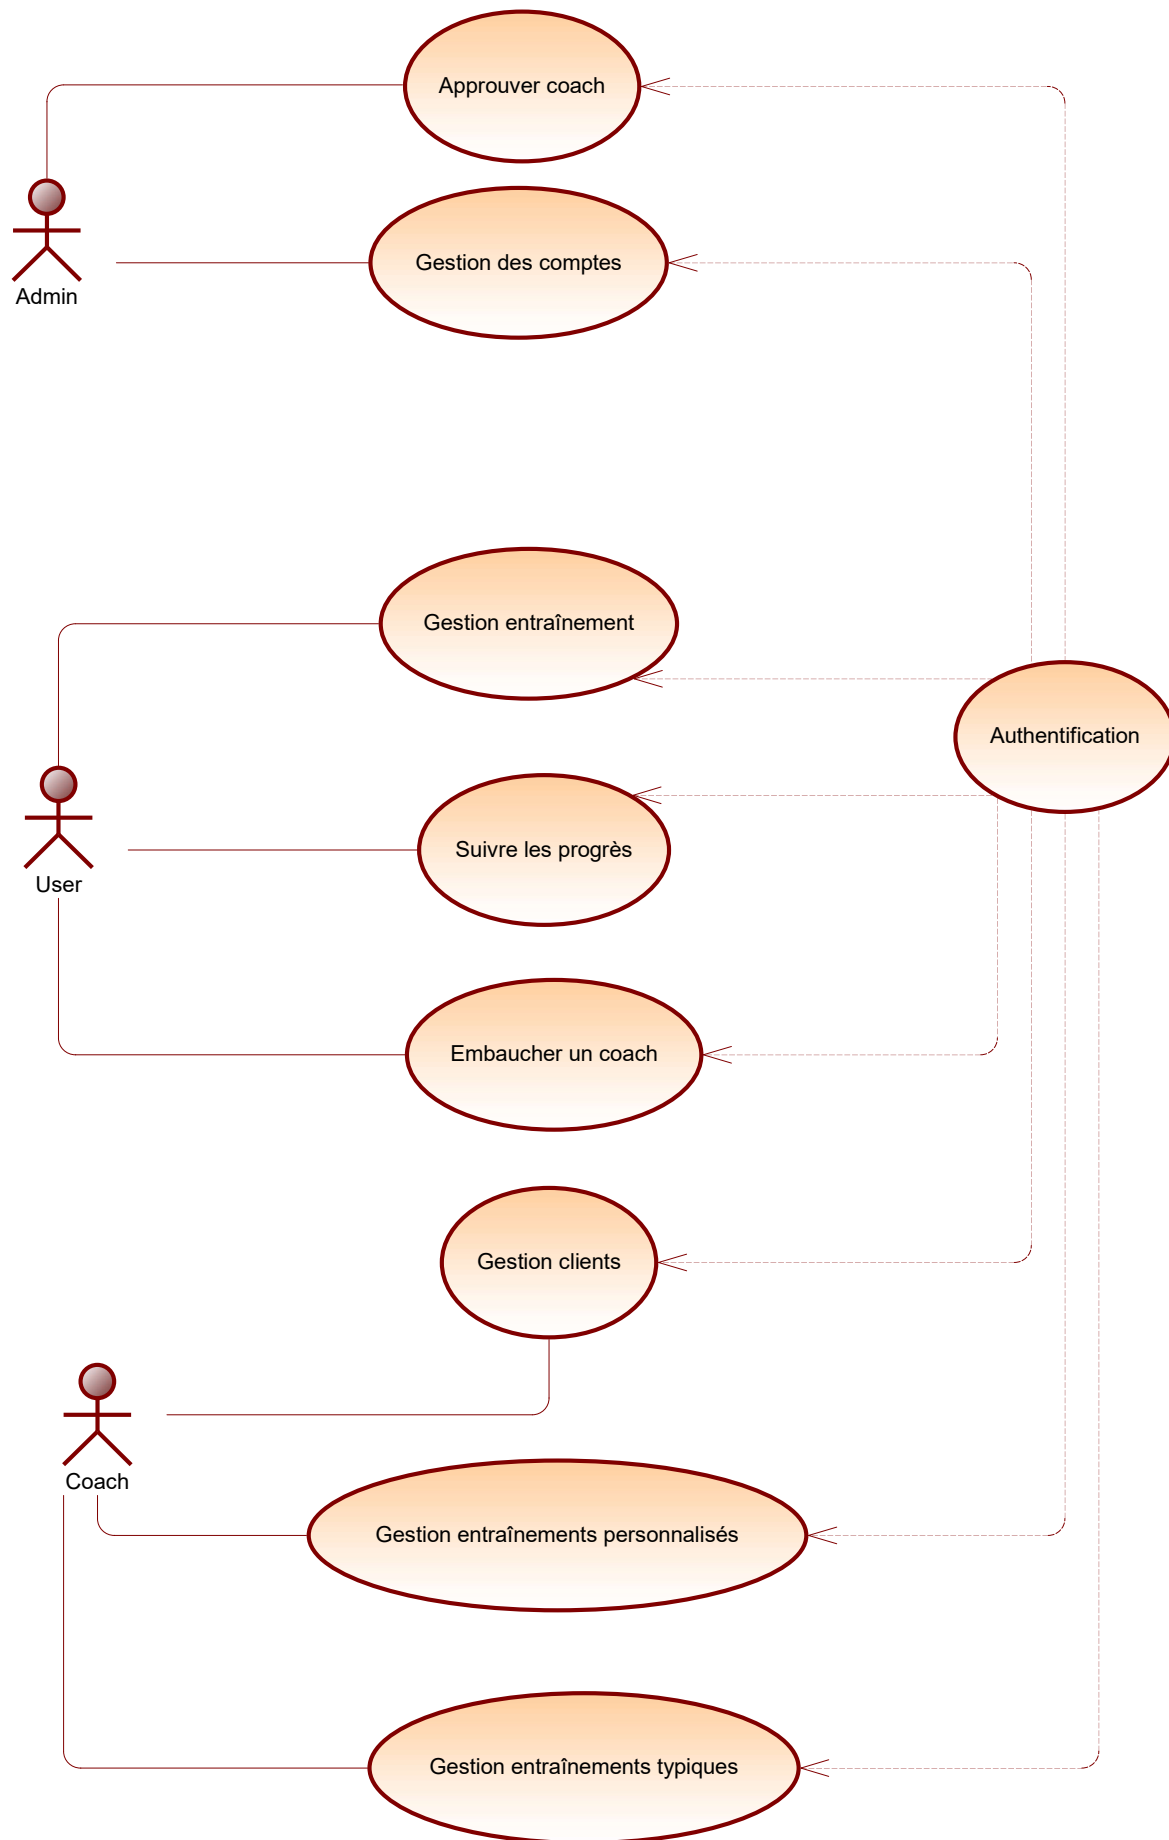 Approuver coach
Gestion des comptes
Admin
Gestion entraînement
Authentification
Suivre les progrès
User
Embaucher un coach
Gestion clients
Coach
Gestion entraînements personnalisés
Gestion entraînements typiques